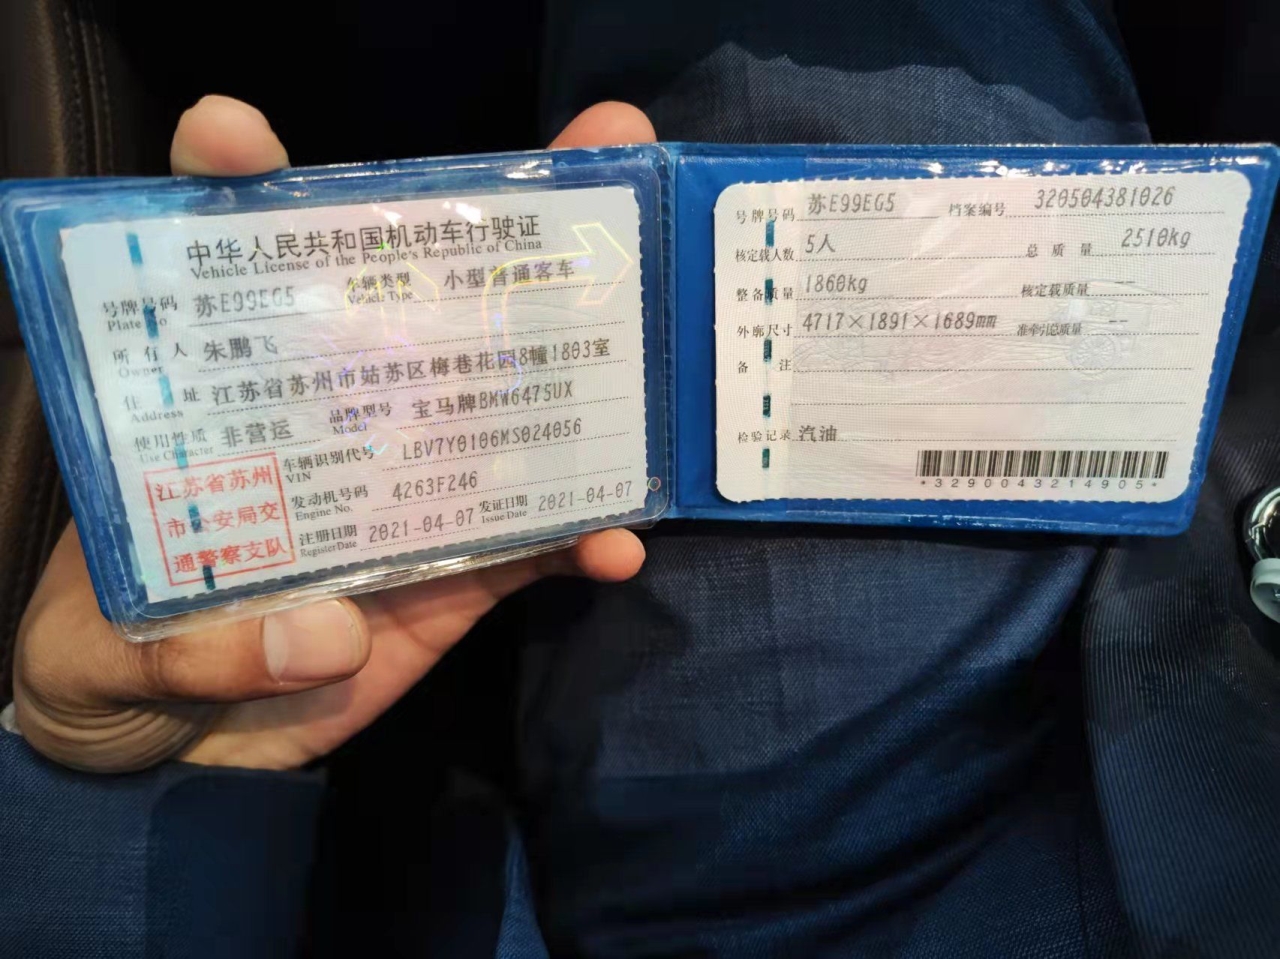 中华人民共和国机动车行驶证
Vehicle License of the People's Republic of China
号牌号码 苏E99EG5 车辆类型 小型普通客车
Plate No Vehicle Type
所有人 朱鹏飞
Owner
住址 江苏省苏州市姑苏区梅巷花园8幢1803室
Address
使用性质 非营运 品牌型号 宝马牌BMW6475UX
Use Character Model
车辆识别代号 LBV7Y0106MS024056
VIN
发动机号码 4263F246
Engine No.
注册日期 2021-04-07 发证日期 2021-04-07
Register Date Issue Date
江苏省苏州
市公安局交
通警察支队
号牌号码 苏E99EG5 档案编号 320504381026
核定载人数 5人 总质量 2510kg
整备质量 1860kg 核定载质量 --
外廓尺寸 4717×1891×1689mm 准牵引总质量 --
备注
检验记录 汽油
*3290043214905*